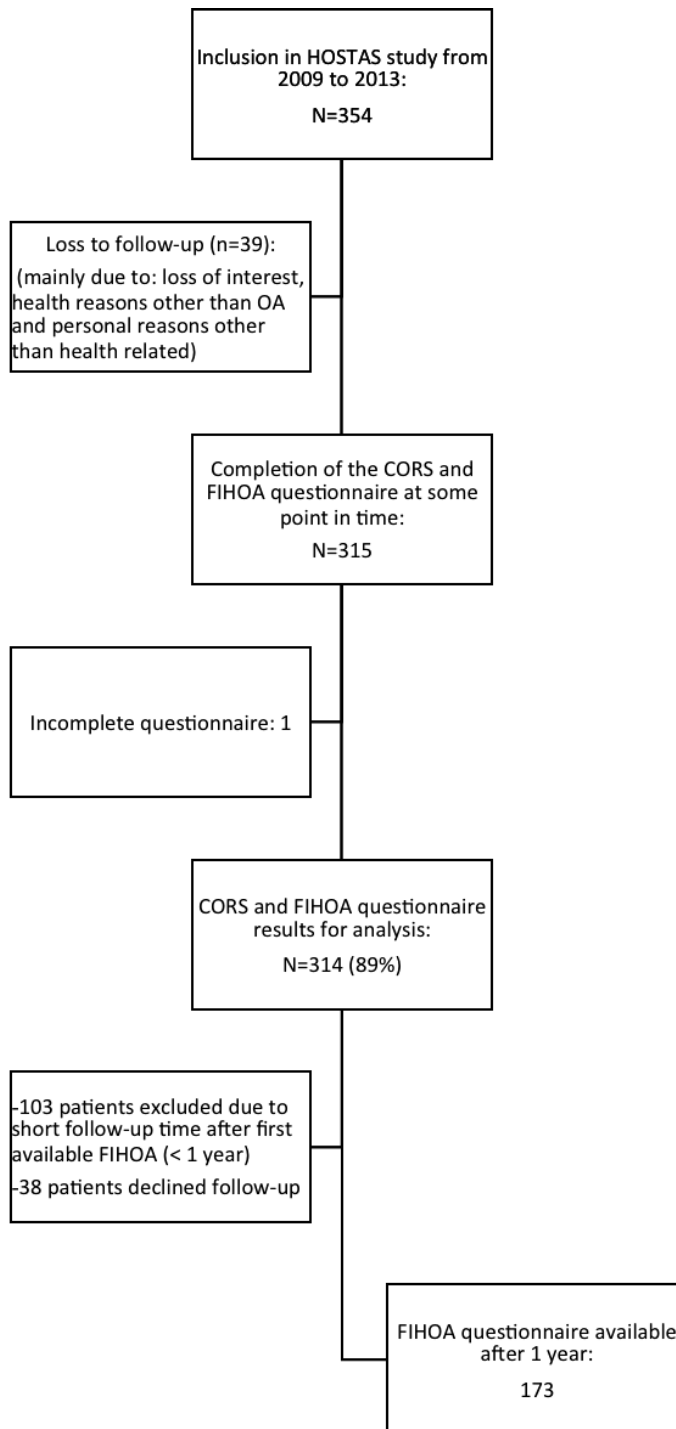 Inclusion in HOSTAS study from
2009 to 2013:
N=354
Loss to follow-up (n=39):
(mainly due to: loss of interest,
health reasons other than OA
and personal reasons other
than health related)
Completion of the CORS and
FIHOA questionnaire at some
point in time:
N=315
Incomplete questionnaire: 1
CORS and FIHOA questionnaire
results for analysis:
N=314 (89%)
-103 patients excluded due to
short follow-up time after first
available FIHOA (< 1 year)
-38 patients declined follow-up
FIHOA questionnaire available
after 1 year:
173